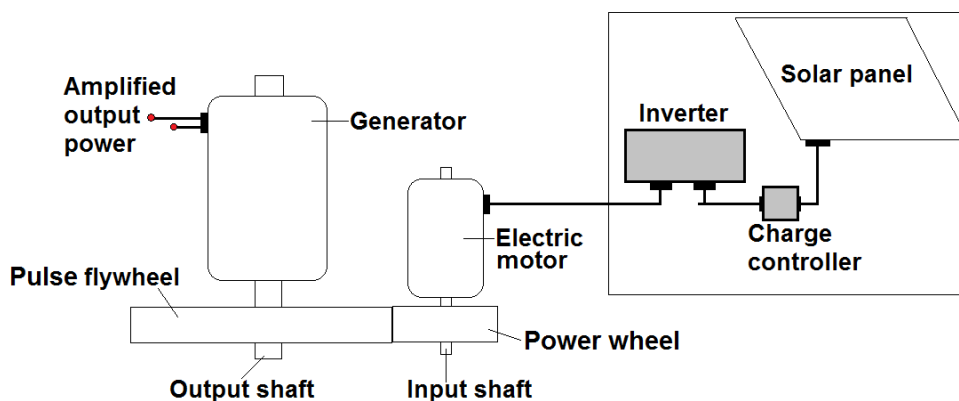 Amplified
output
power
Generator
Pulse flywheel
Output shaft
Electric
motor
Power wheel
Input shaft
Inverter
Solar panel
Charge
controller